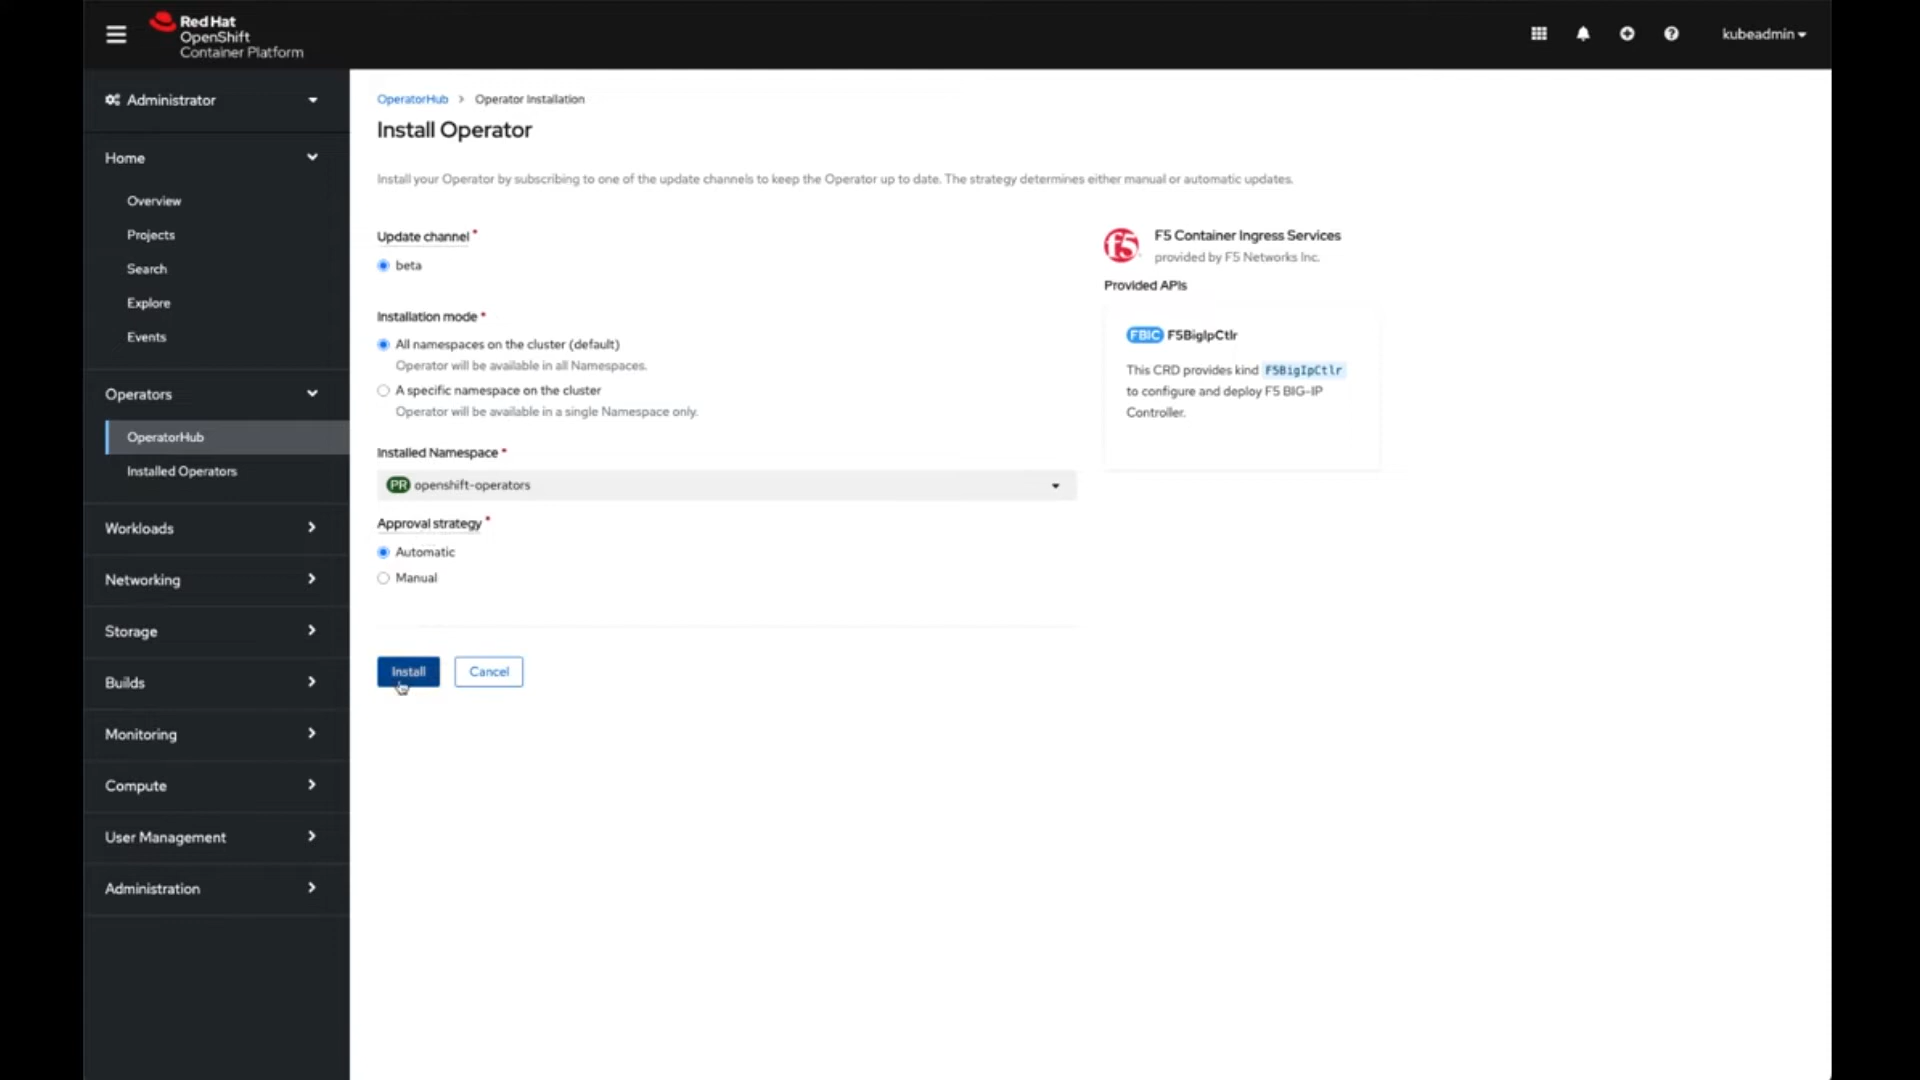 Red Hat
OpenShift
Container Platform
kubeadmin
Administrator
Home
Overview
Projects
Search
Explore
Events
Operators
OperatorHub
Installed Operators
Workloads
Networking
Storage
Builds
Monitoring
Compute
User Management
Administration
OperatorHub > Operator Installation
Install Operator
Install your Operator by subscribing to one of the update channels to keep the Operator up to date. The strategy determines either manual or automatic updates.
Update channel *
beta
Installation mode *
All namespaces on the cluster (default)
Operator will be available in all Namespaces.
A specific namespace on the cluster
Operator will be available in a single Namespace only.
Installed Namespace *
PR openshift-operators
Approval strategy *
Automatic
Manual
Install Cancel
f5
F5 Container Ingress Services
provided by F5 Networks Inc.
Provided APIs
FBIC F5BigIpCtlr
This CRD provides kind F5BigIpCtlr
to configure and deploy F5 BIG-IP
Controller.